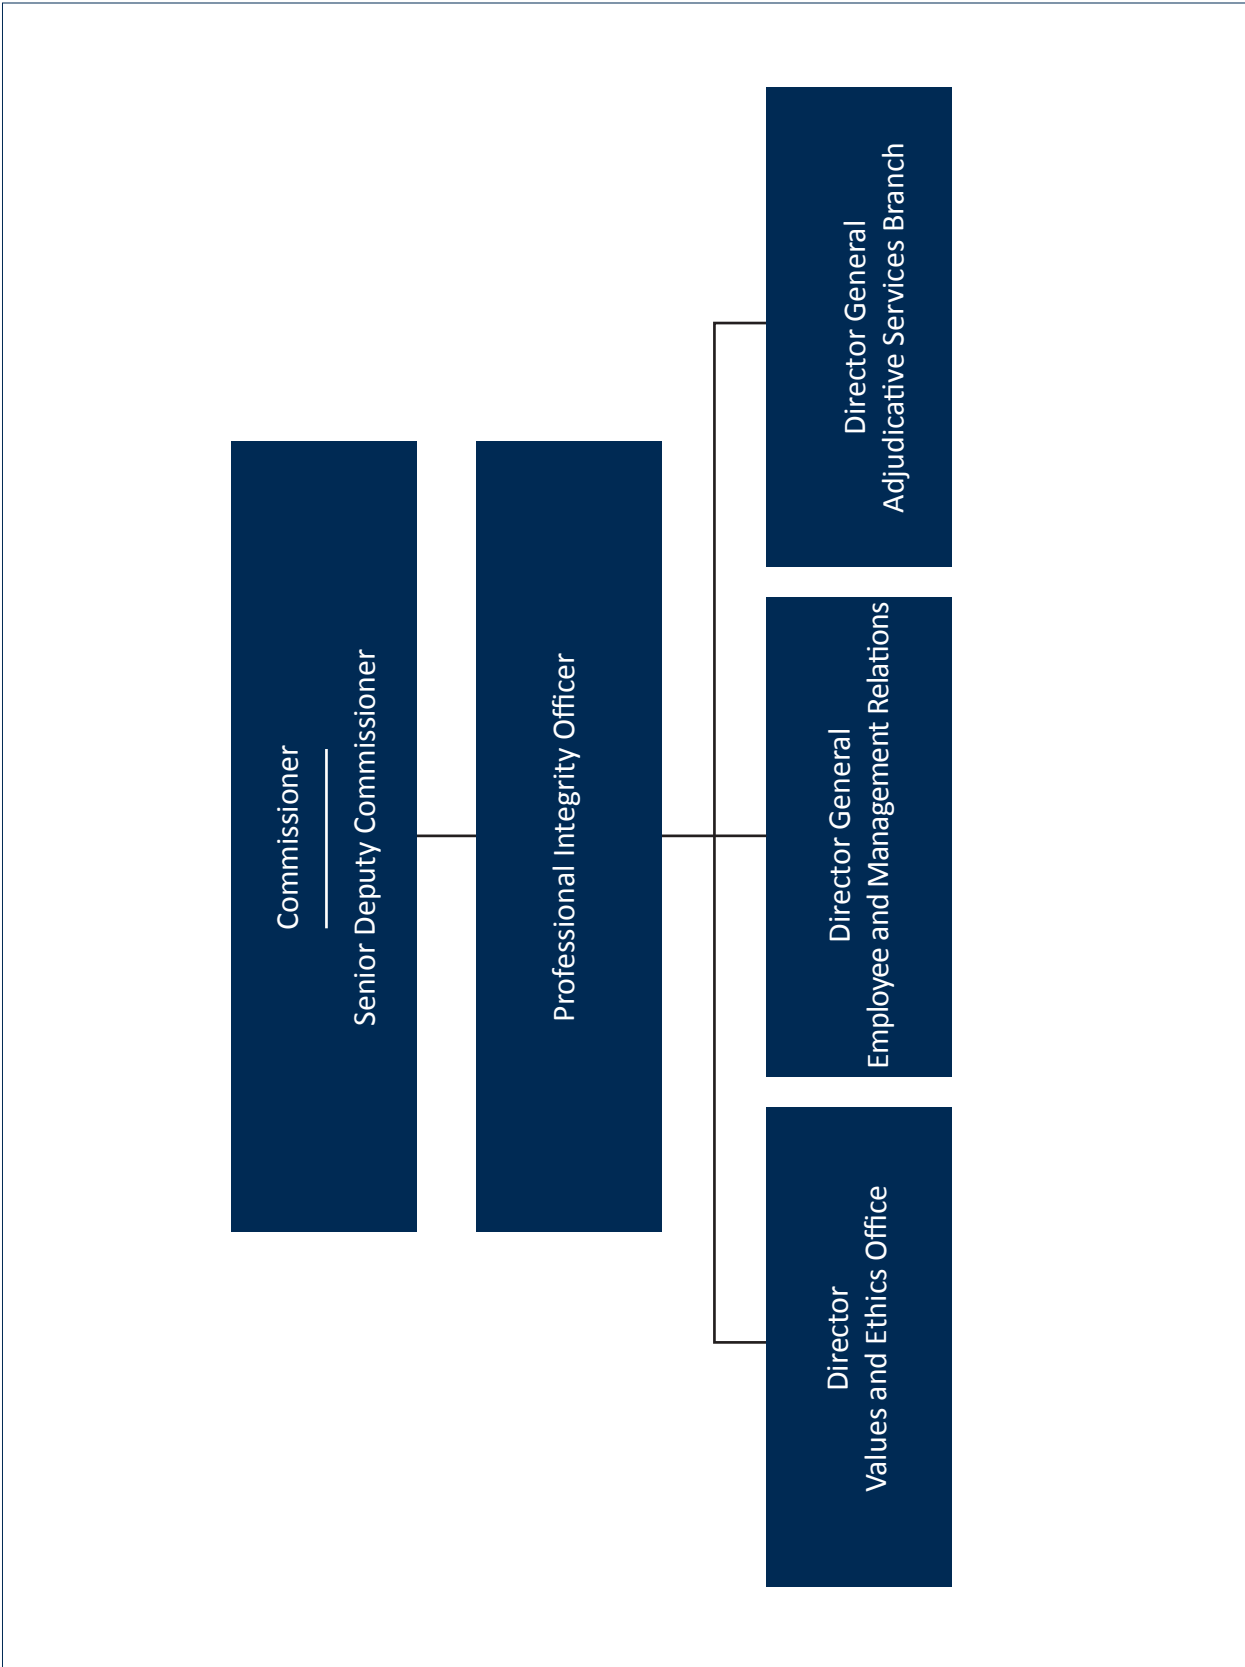 Commissioner
Senior Deputy Commissioner
Professional Integrity Officer
Director
Values and Ethics Office
Director General
Employee and Management Relations
Director General
Adjudicative Services Branch